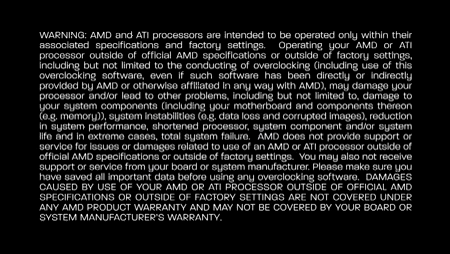 WARNING: AMD and ATI processors are intended to be operated only within their
associated specifications and factory settings. Operating your AMD or ATI
processor outside of official AMD specifications or outside of factory settings,
including but not limited to the conducting of overclocking (including use of this
overclocking software, even if such software has been directly or indirectly
provided by AMD or otherwise affiliated in any way with AMD), may damage your
processor and/or lead to other problems, including but not limited to, damage to
your system components (including your motherboard and components thereon
(e.g. memory)), system instabilities (e.g. data loss and corrupted images), reduction
in system performance, shortened processor, system component and/or system
life and in extreme cases, total system failure. AMD does not provide support or
service for issues or damages related to use of an AMD or ATI processor outside of
official AMD specifications or outside of factory settings. You may also not receive
support or service from your board or system manufacturer. Please make sure you
have saved all important data before using any overclocking software. DAMAGES
CAUSED BY USE OF YOUR AMD OR ATI PROCESSOR OUTSIDE OF OFFICIAL AMD
SPECIFICATIONS OR OUTSIDE OF FACTORY SETTINGS ARE NOT COVERED UNDER
ANY AMD PRODUCT WARRANTY AND MAY NOT BE COVERED BY YOUR BOARD OR
SYSTEM MANUFACTURER'S WARRANTY.